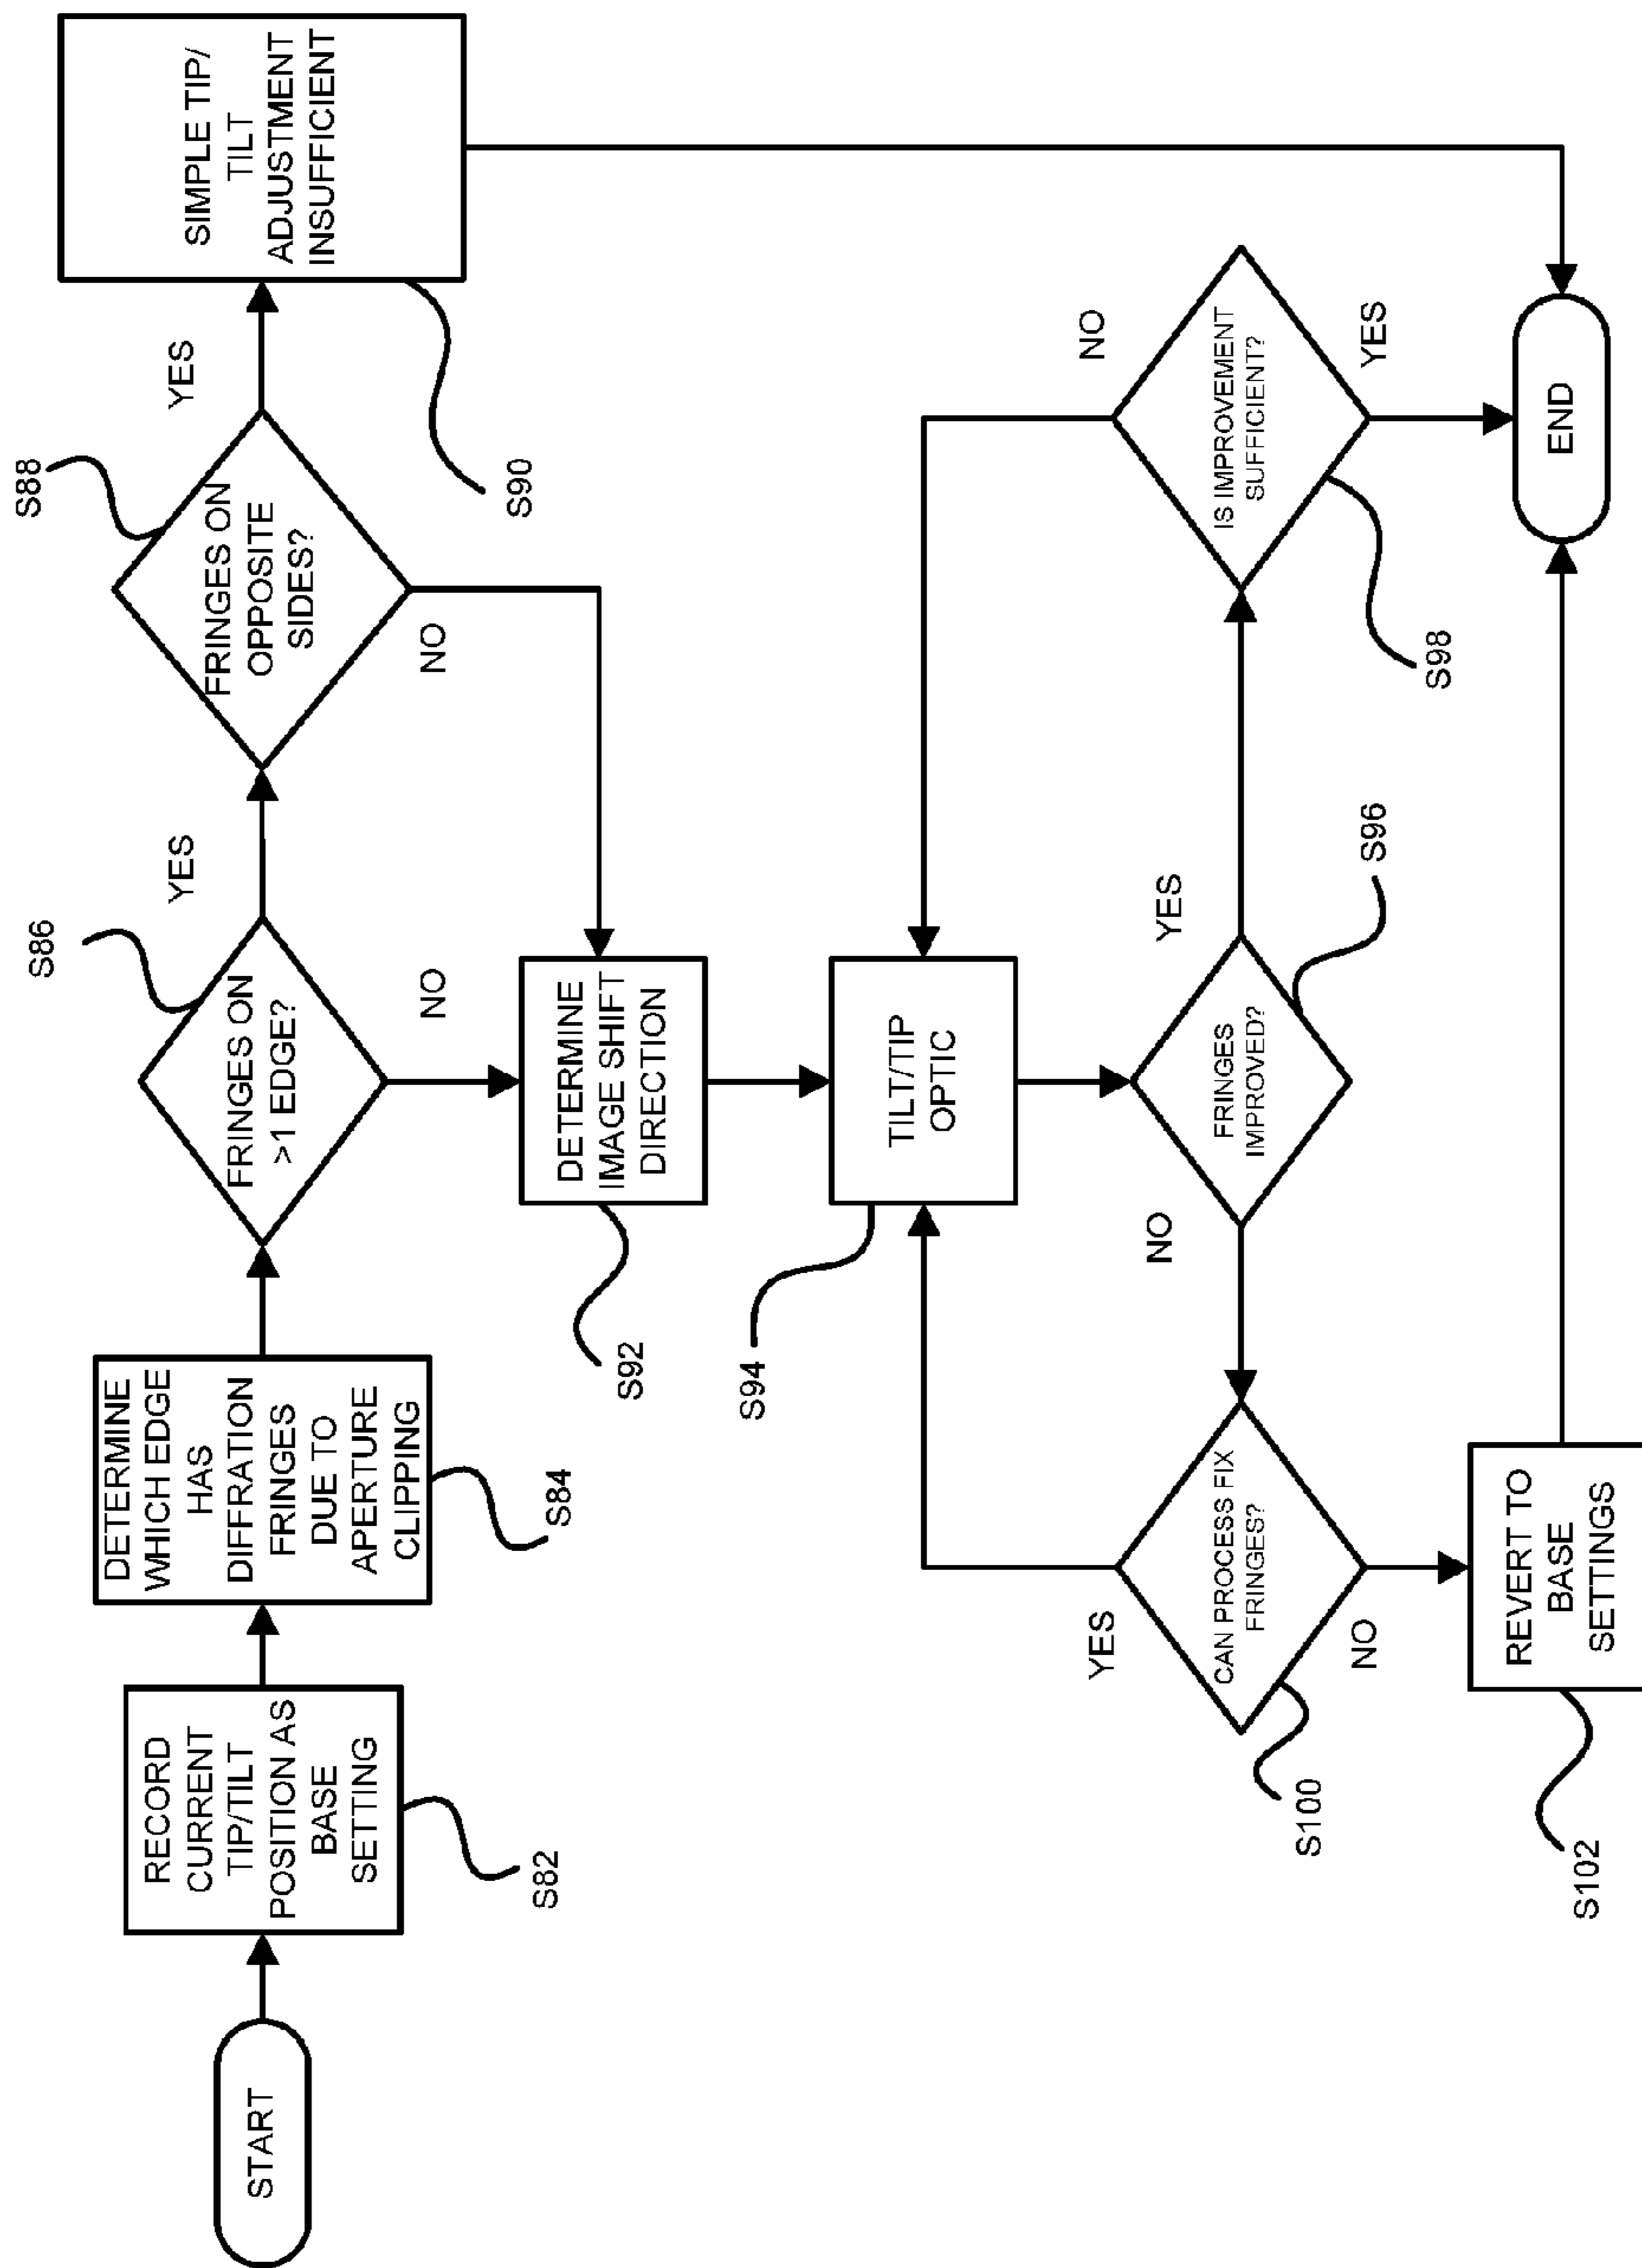 START
RECORD
CURRENT
TIP/TILT
POSITION AS
BASE
SETTING
S82
DETERMINE
WHICH EDGE
HAS
DIFFRATION
FRINGES
DUE TO
APERTURE
CLIPPING
S84
FRINGES ON
>1 EDGE?
S86
YES
NO
FRINGES ON
OPPOSITE
SIDES?
S88
YES
NO
SIMPLE TIP/
TILT
ADJUSTMENT
INSUFFICIENT
S90
DETERMINE
IMAGE SHIFT
DIRECTION
S92
TILT/TIP
OPTIC
S94
FRINGES
IMPROVED?
S96
YES
NO
IS IMPROVEMENT
SUFFICIENT?
S98
NO
YES
CAN PROCESS FIX
FRINGES?
S100
YES
NO
REVERT TO
BASE
SETTINGS
S102
END